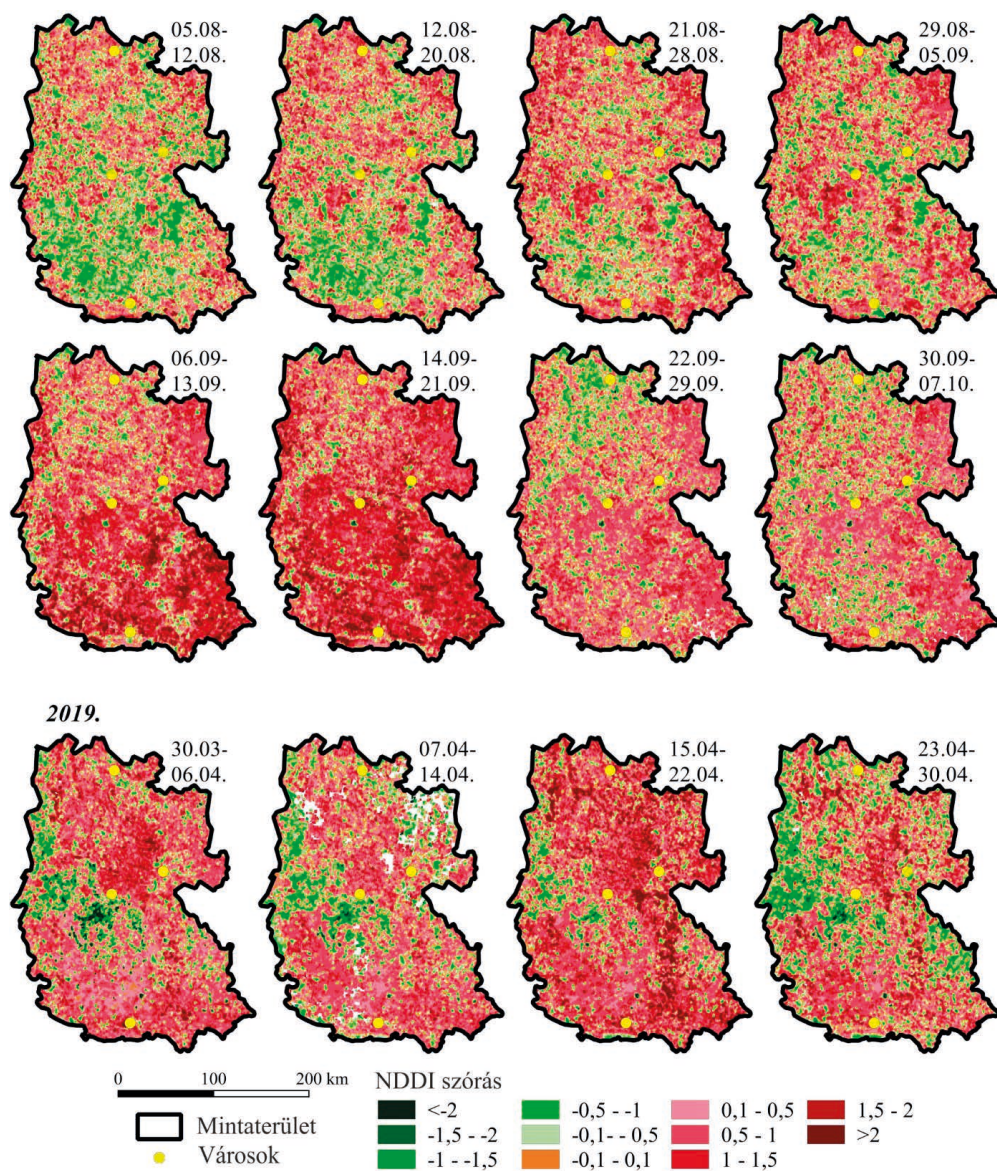 05.08-
12.08.
12.08-
20.08.
21.08-
28.08.
29.08-
05.09.
06.09-
13.09.
14.09-
21.09.
22.09-
29.09.
30.09-
07.10.
2019.
30.03-
06.04.
07.04-
14.04.
15.04-
22.04.
23.04-
30.04.
0 100 200 km
Mintaterület
Városok
NDDI szórás
<-2
-1,5 - -2
-1 - -1,5
-0,5 - -1
-0,1- - 0,5
-0,1 - 0,1
0,1 - 0,5
0,5 - 1
1 - 1,5
1,5 - 2
>2